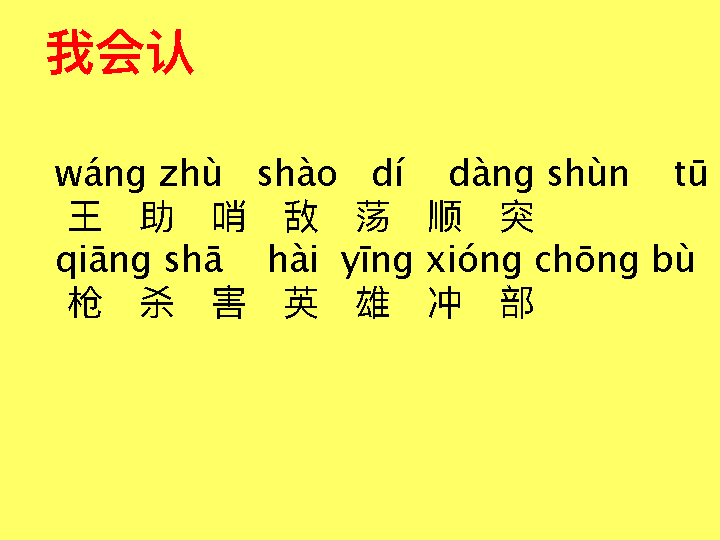 我会认
wáng zhù shào dí dàng shùn tū
王 助 哨 敌 荡 顺 突
qiāng shā hài yīng xióng chōng bù
枪 杀 害 英 雄 冲 部